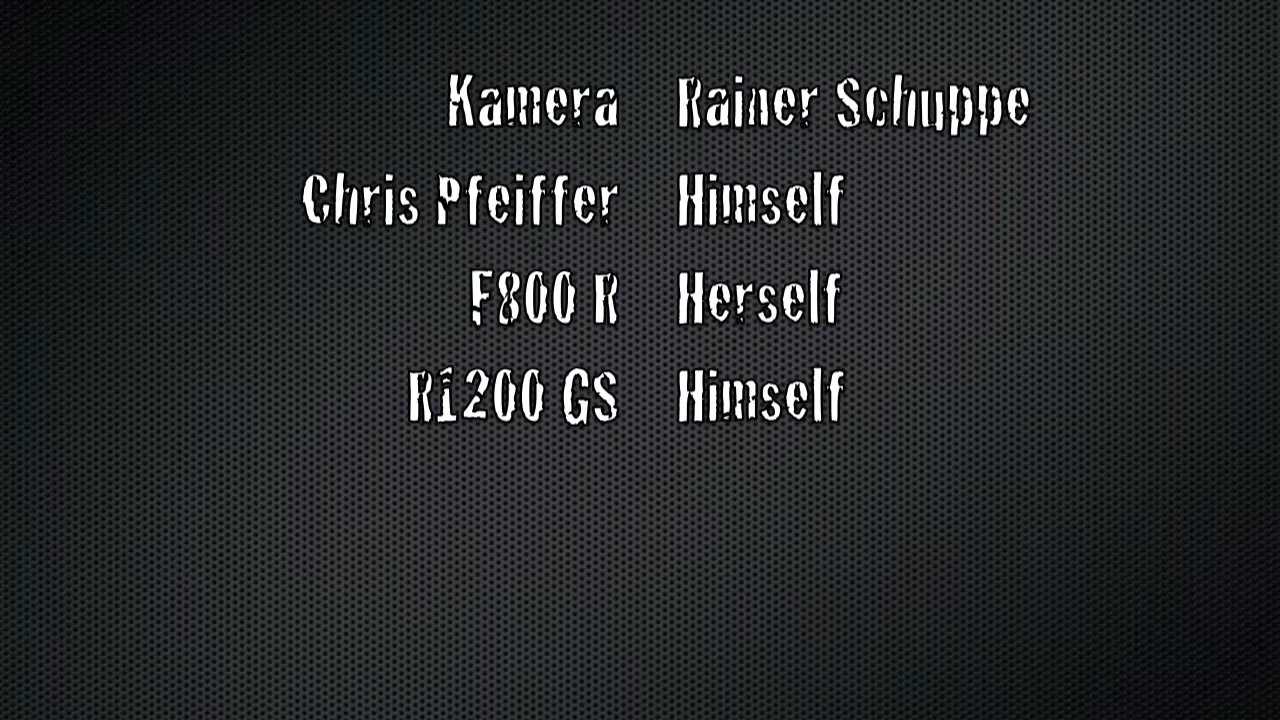 Kamera Rainer Schuppe
Chris Pfeiffer Himself
F800 R Herself
R1200 GS Himself